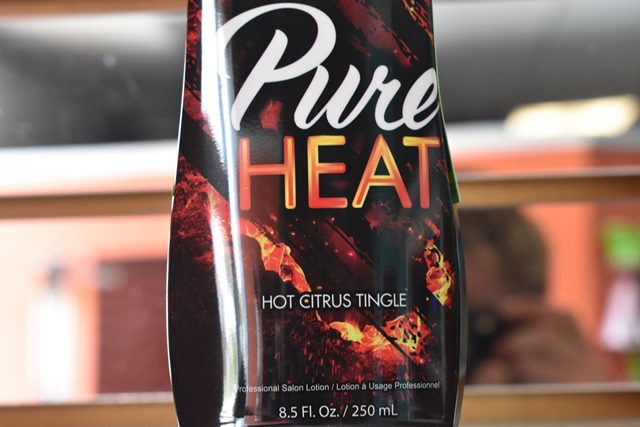 Pure
HEAT
HOT CITRUS TINGLE
Professional Salon Lotion / Lotion à Usage Professionnel
8.5 Fl. Oz. / 250 mL